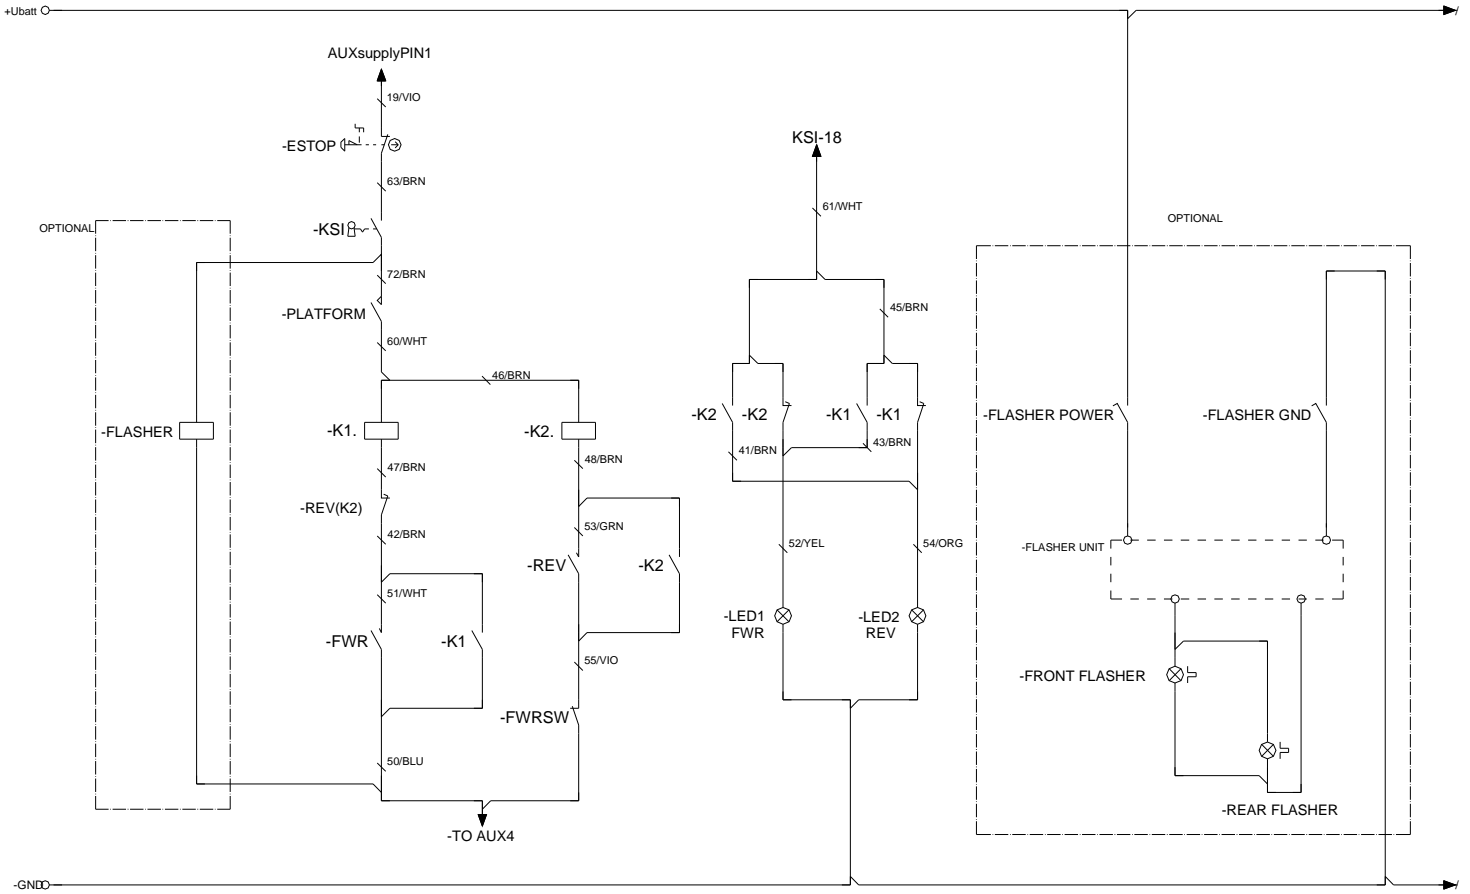 +Ubatt
AUXsupplyPIN1
19/VIO
-ESTOP
KSI-18
63/BRN
61/WHT
OPTIONAL
-KSI
OPTIONAL
72/BRN
-PLATFORM
45/BRN
60/WHT
46/BRN
-FLASHER
-K1.
-K2.
-K2
-K2
-K1
-K1
-FLASHER POWER
-FLASHER GND
41/BRN
43/BRN
47/BRN
48/BRN
-REV(K2)
53/GRN
42/BRN
52/YEL
54/ORG
-FLASHER UNIT
-REV
-K2
51/WHT
-FWR
-K1
-LED1
FWR
-LED2
REV
55/VIO
-FRONT FLASHER
-FWRSW
50/BLU
-REAR FLASHER
-TO AUX4
-GND